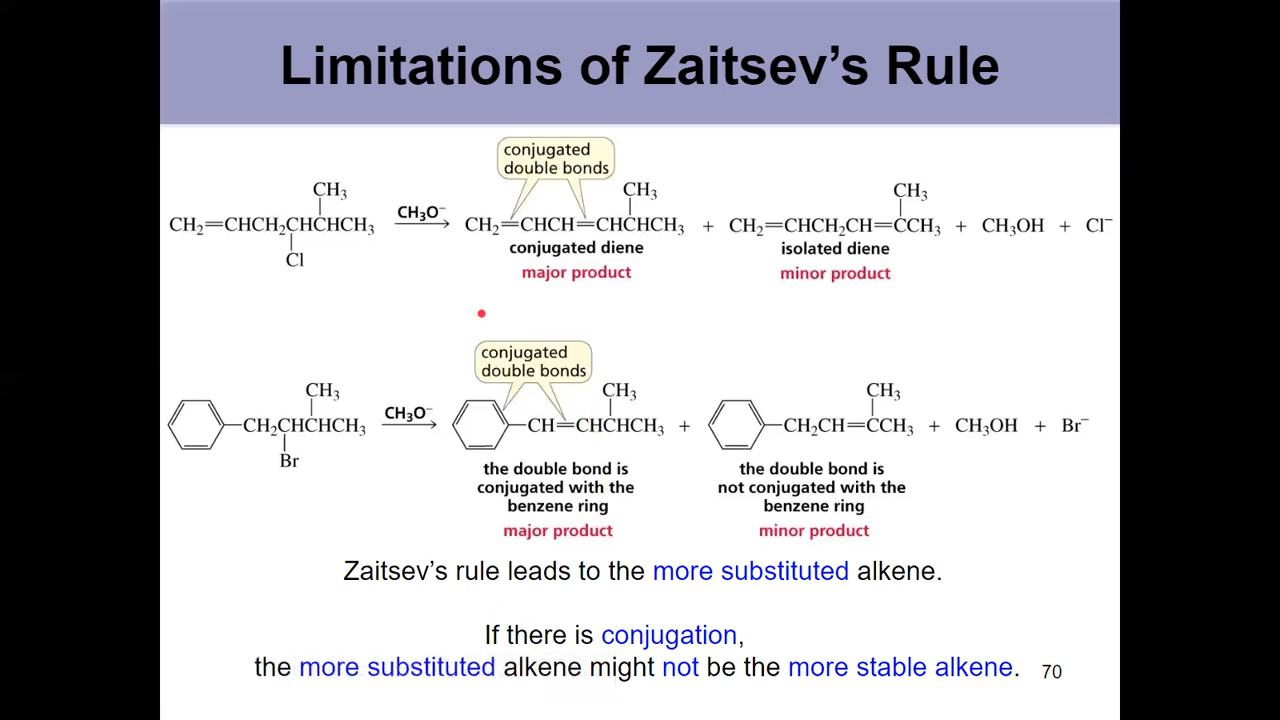 Limitations of Zaitsev's Rule
conjugated
double bonds
CH₃
CH₃
CH₃
CH₂=CHCH₂CHCHCH₃
CH₃O⁻
CH₂=CHCH=CHCHCH₃ + CH₂=CHCH₂CH=CCH₃ + CH₃OH + Cl⁻
Cl
conjugated diene
isolated diene
major product
minor product
conjugated
double bonds
CH₃
CH₃
CH₃
CH₂CHCHCH₃
CH₃O⁻
CH=CHCHCH₃ + CH₂CH=CCH₃ + CH₃OH + Br⁻
Br
the double bond is
conjugated with the
benzene ring
major product
the double bond is
not conjugated with the
benzene ring
minor product
Zaitsev's rule leads to the more substituted alkene.
If there is conjugation,
the more substituted alkene might not be the more stable alkene.
70